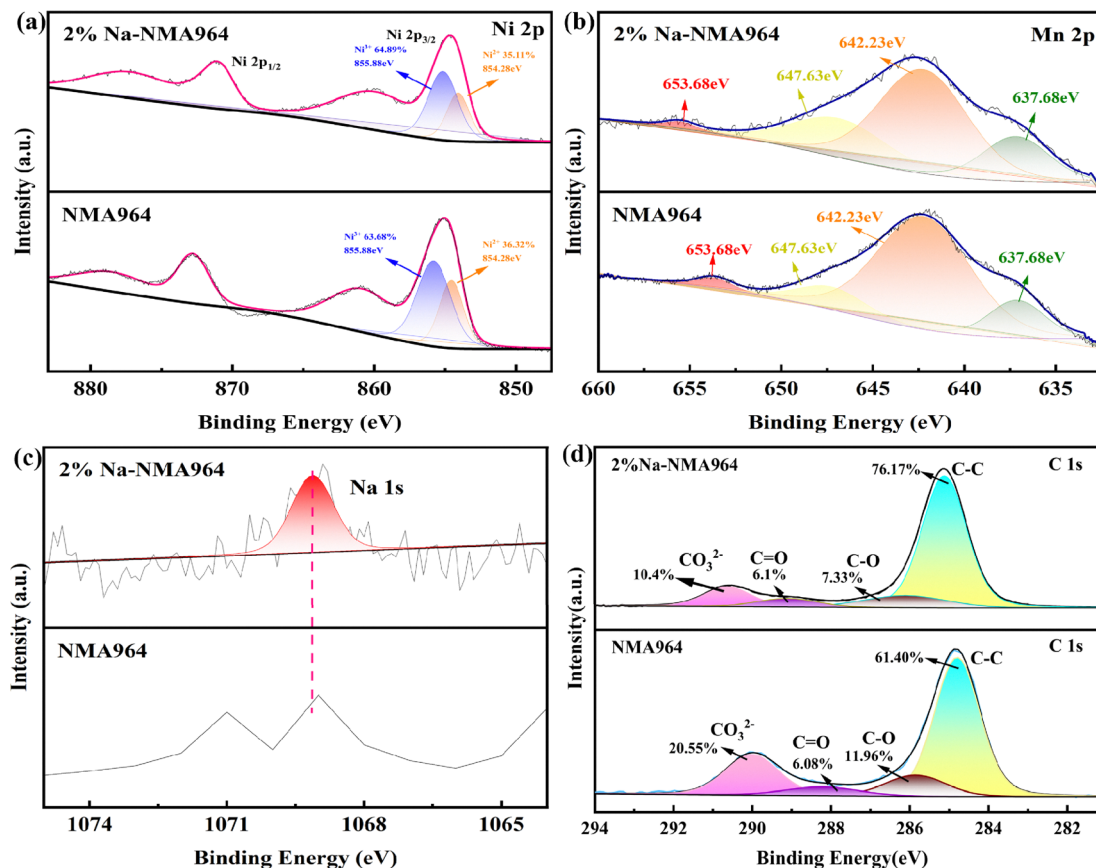 (a)
2% Na-NMA964
Ni 2p₃/₂
Ni 2p
Ni 2p₁/₂
Ni³⁺ 64.89%
855.88eV
Ni²⁺ 35.11%
854.28eV
NMA964
Ni³⁺ 63.68%
855.88eV
Ni²⁺ 36.32%
854.28eV
Intensity (a.u.)
880
870
860
850
Binding Energy (eV)
(b)
2% Na-NMA964
Mn 2p
653.68eV
647.63eV
642.23eV
637.68eV
NMA964
653.68eV
647.63eV
642.23eV
637.68eV
Intensity (a.u.)
660
655
650
645
640
635
Binding Energy (eV)
(c)
2% Na-NMA964
Na 1s
NMA964
Intensity (a.u.)
1074
1071
1068
1065
Binding Energy (eV)
(d)
2%Na-NMA964
C 1s
76.17%
C-C
CO₃²⁻
10.4%
C=O
6.1%
C-O
7.33%
NMA964
C 1s
61.40%
C-C
CO₃²⁻
20.55%
C=O
6.08%
C-O
11.96%
Intensity(a.u.)
294
292
290
288
286
284
282
Binding Energy(eV)